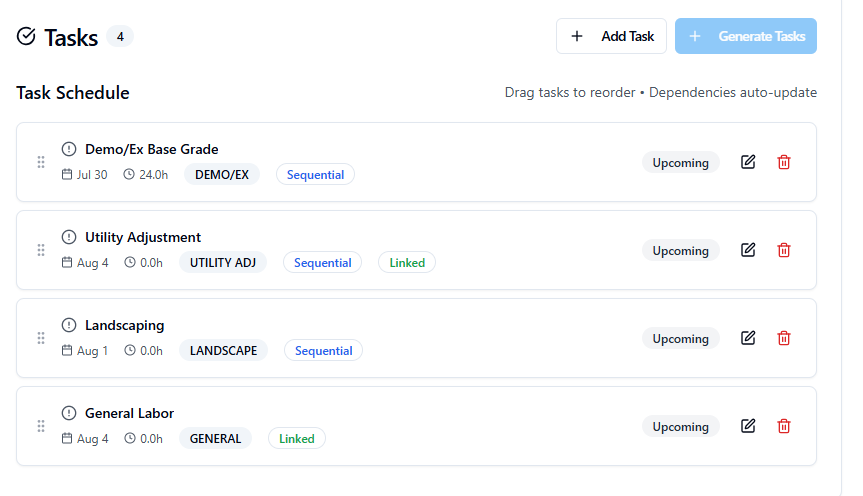 Tasks 4
Add Task
Generate Tasks
Task Schedule
Drag tasks to reorder • Dependencies auto-update
Demo/Ex Base Grade
Jul 30 24.0h DEMO/EX Sequential
Upcoming
Utility Adjustment
Aug 4 0.0h UTILITY ADJ Sequential Linked
Upcoming
Landscaping
Aug 1 0.0h LANDSCAPE Sequential
Upcoming
General Labor
Aug 4 0.0h GENERAL Linked
Upcoming